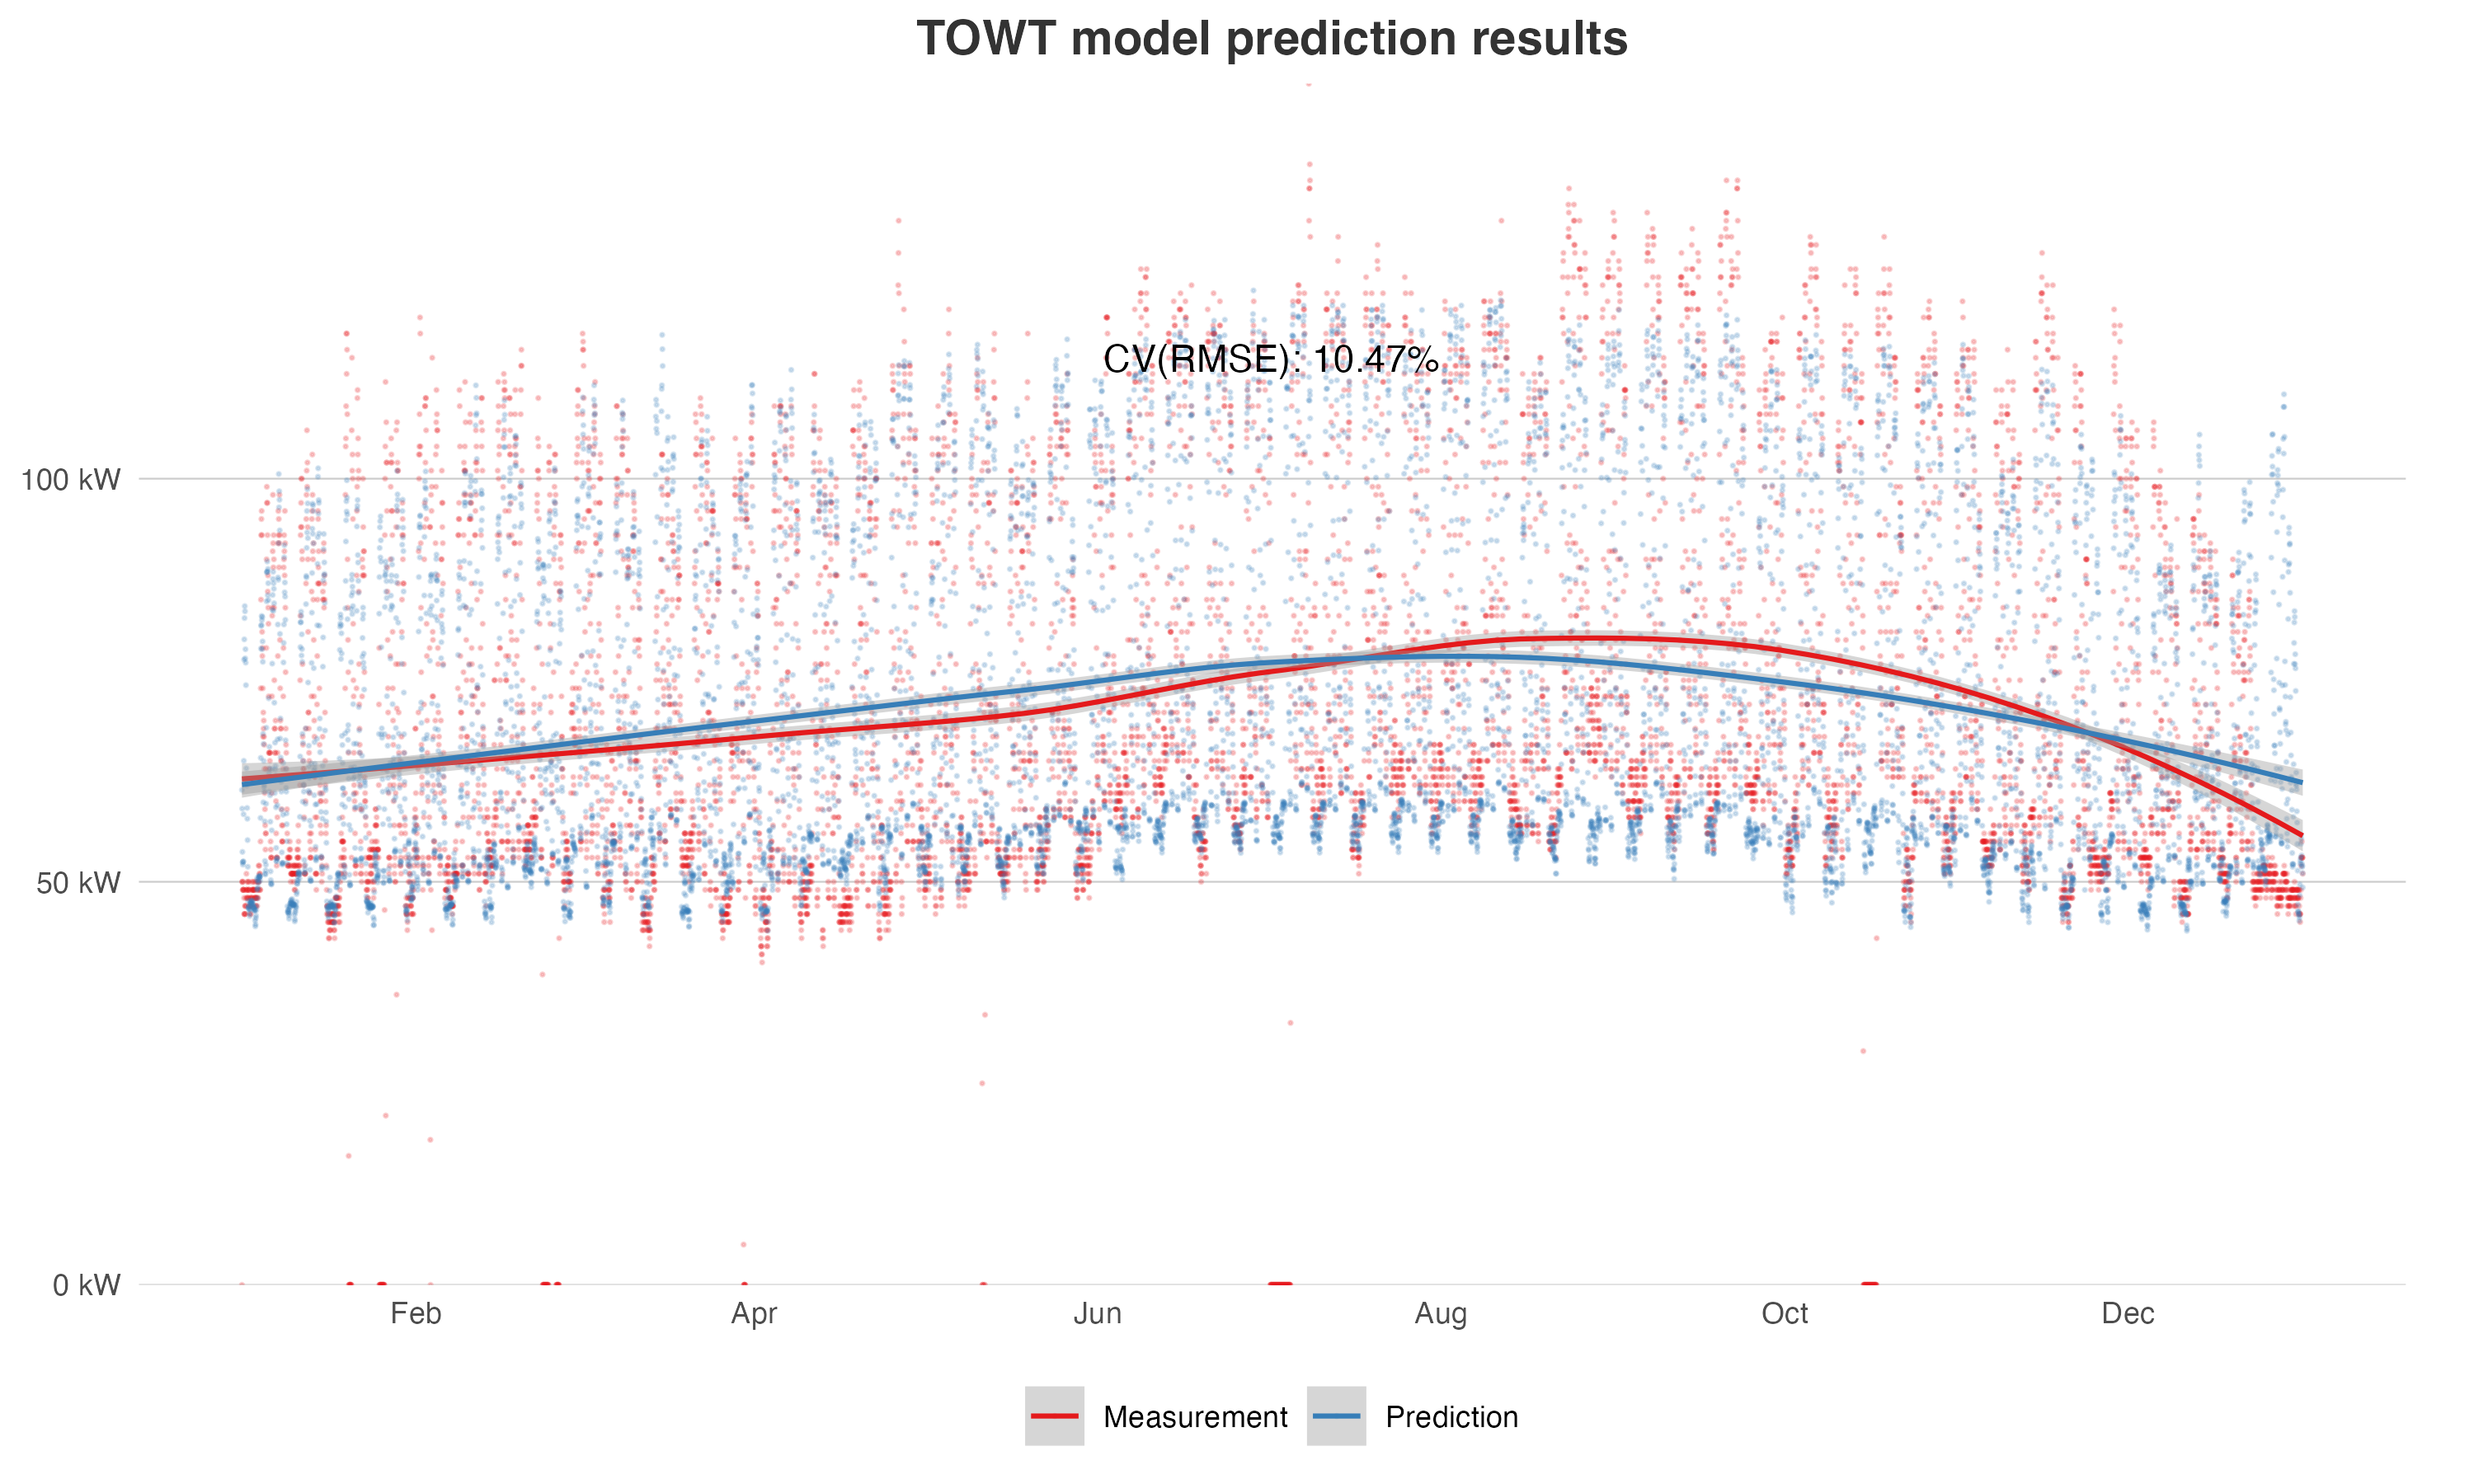 TOWT model prediction results
CV(RMSE): 10.47%
100 kW
50 kW
0 kW
Feb Apr Jun Aug Oct Dec
Measurement Prediction